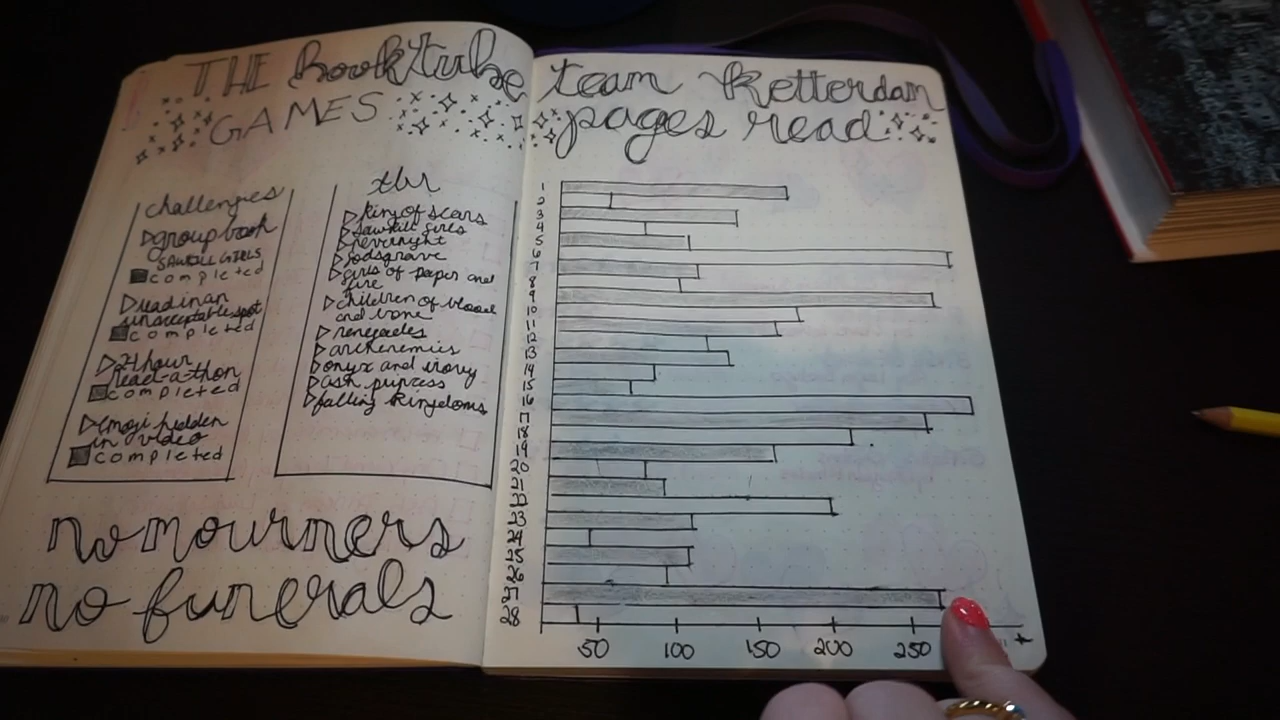 THE Booktube
GAMES
challenges
group book
SAWKILL GIRLS
completed
read in an
unacceptable spot
completed
24 hour
read-a-thon
completed
emoji hidden
in video
completed
tbr
King of scars
sawkill girls
nevernight
godsgrave
girls of paper and
fire
children of blood
and bone
renegades
archenemies
onyx and ivory
ash princess
falling kingdoms
no mourners
no funerals
team Ketterdam
pages read
1
2
3
4
5
6
7
8
9
10
11
12
13
14
15
16
17
18
19
20
21
22
23
24
25
26
27
28
50 100 150 200 250